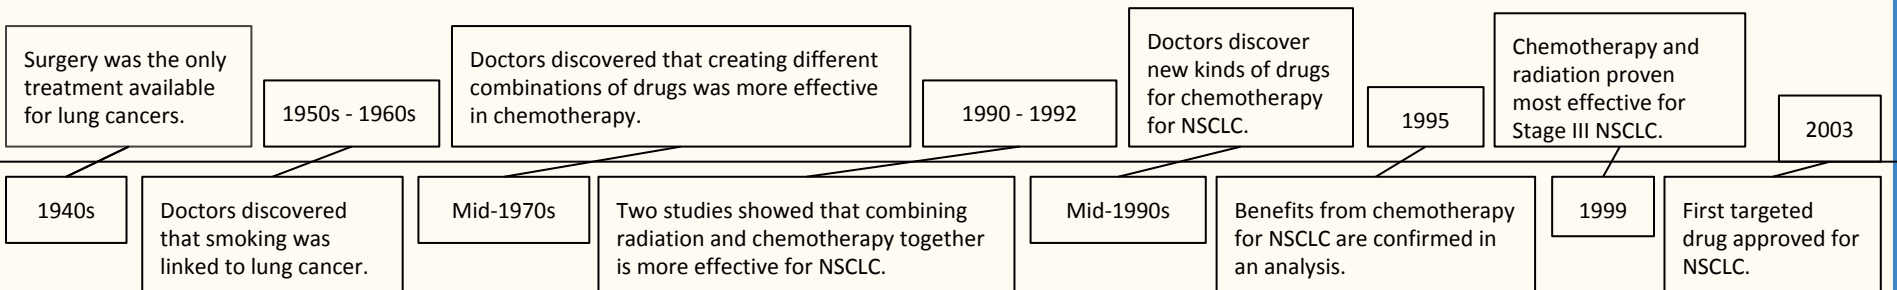 Surgery was the only
treatment available
for lung cancers.
1940s
1950s - 1960s
Doctors discovered
that smoking was
linked to lung cancer.
Doctors discovered that creating different
combinations of drugs was more effective
in chemotherapy.
Mid-1970s
1990 - 1992
Two studies showed that combining
radiation and chemotherapy together
is more effective for NSCLC.
Doctors discover
new kinds of drugs
for chemotherapy
for NSCLC.
Mid-1990s
1995
Benefits from chemotherapy
for NSCLC are confirmed in
an analysis.
Chemotherapy and
radiation proven
most effective for
Stage III NSCLC.
1999
2003
First targeted
drug approved for
NSCLC.